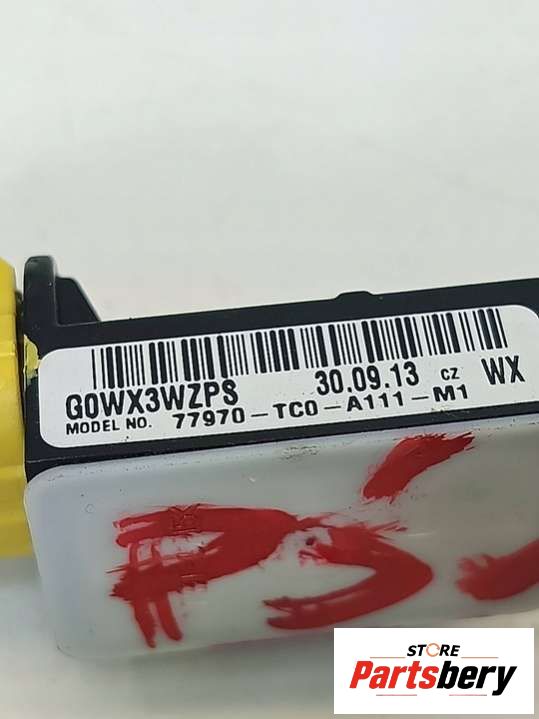 G0WX3WZPS 30.09.13 CZ WX
MODEL NO. 77970-TC0-A111-M1
STORE
Partsbery